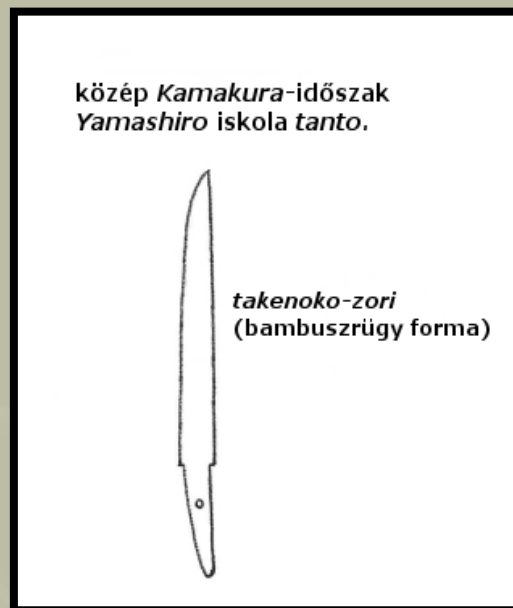 közép Kamakura-időszak
Yamashiro iskola tanto.
takenoko-zori
(bambuszrügy forma)